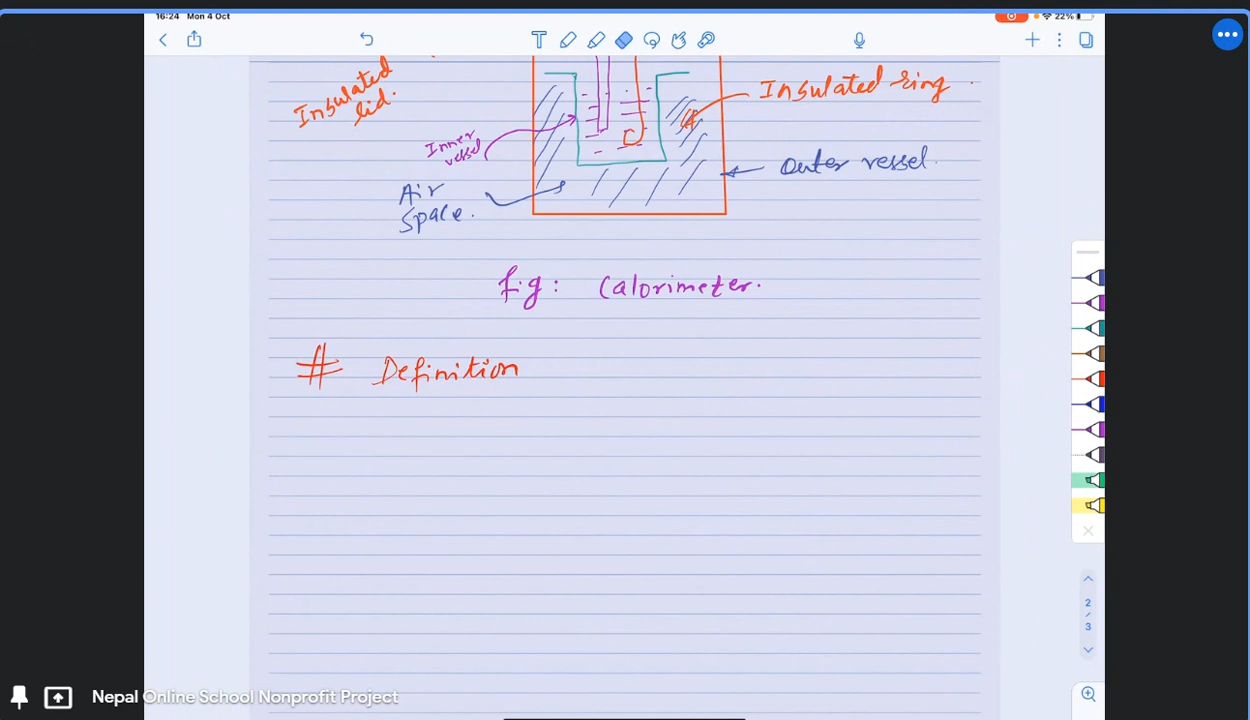 16:24 Mon 4 Oct
22%
T
Insulated
lid.
Insulated ring
Inner
vessel
Outer vessel.
Air
Space.
fig: Calorimeter.
# Definition
2
/
3
Nepal Online School Nonprofit Project